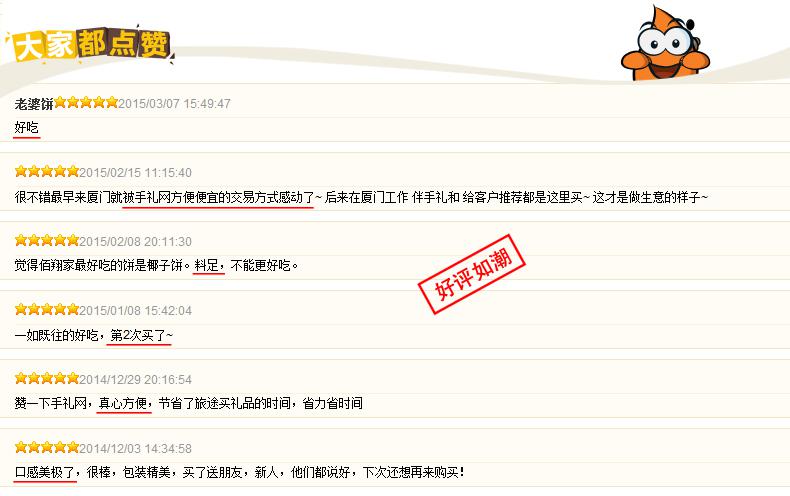 大家都点赞
老婆饼2015/03/07 15:49:47
好吃
2015/02/15 11:15:40
很不错最早来厦门就被手礼网方便便宜的交易方式感动了~ 后来在厦门工作 伴手礼和 给客户推荐都是这里买~ 这才是做生意的样子~
2015/02/08 20:11:30
觉得佰翔家最好吃的饼是椰子饼。料足，不能更好吃。
好评如潮
2015/01/08 15:42:04
一如既往的好吃，第2次买了~
2014/12/29 20:16:54
赞一下手礼网，真心方便，节省了旅途买礼品的时间，省力省时间
2014/12/03 14:34:58
口感美极了，很棒，包装精美，买了送朋友，新人，他们都说好，下次还想再来购买！